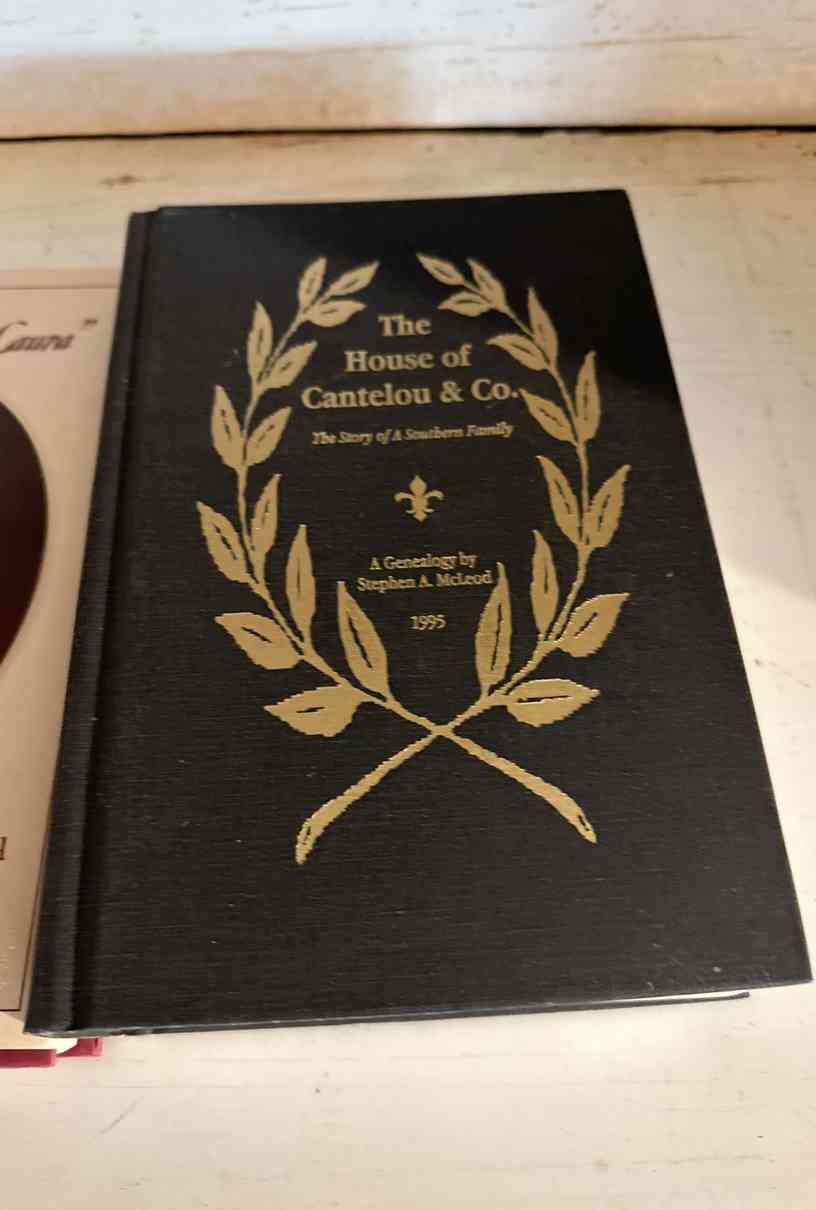 The
House of
Cantelou & Co.
The Story of A Southern Family
A Genealogy by
Stephen A. McLeod
1995